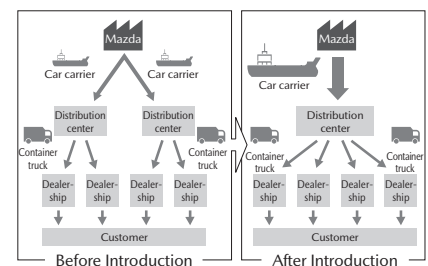 Mazda
Car carrier
Car carrier
Distribution
center
Distribution
center
Container
truck
Container
truck
Dealer-
ship
Dealer-
ship
Dealer-
ship
Dealer-
ship
Customer
Before Introduction
Mazda
Car carrier
Distribution
center
Container
truck
Container
truck
Dealer-
ship
Dealer-
ship
Dealer-
ship
Dealer-
ship
Customer
After Introduction